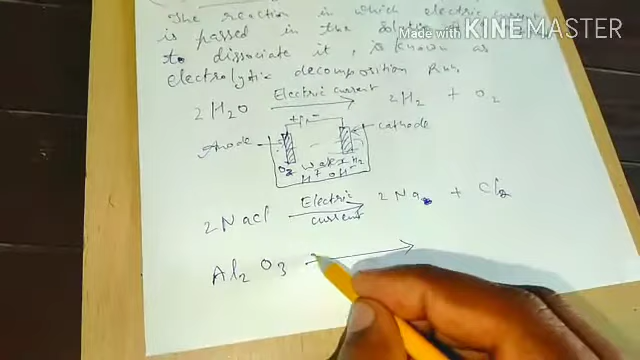 Made with KINEMASTER
The reaction in which electric current
is passed in the solution
to dissociate it, is known as
electrolytic decomposition Rxn.
2H₂O Electric current 2H₂ + O₂
+ -
Anode cathode
O₂ water H₂
H⁺ OH⁻
2NaCl Electric current 2Na + Cl₂
Al₂O₃